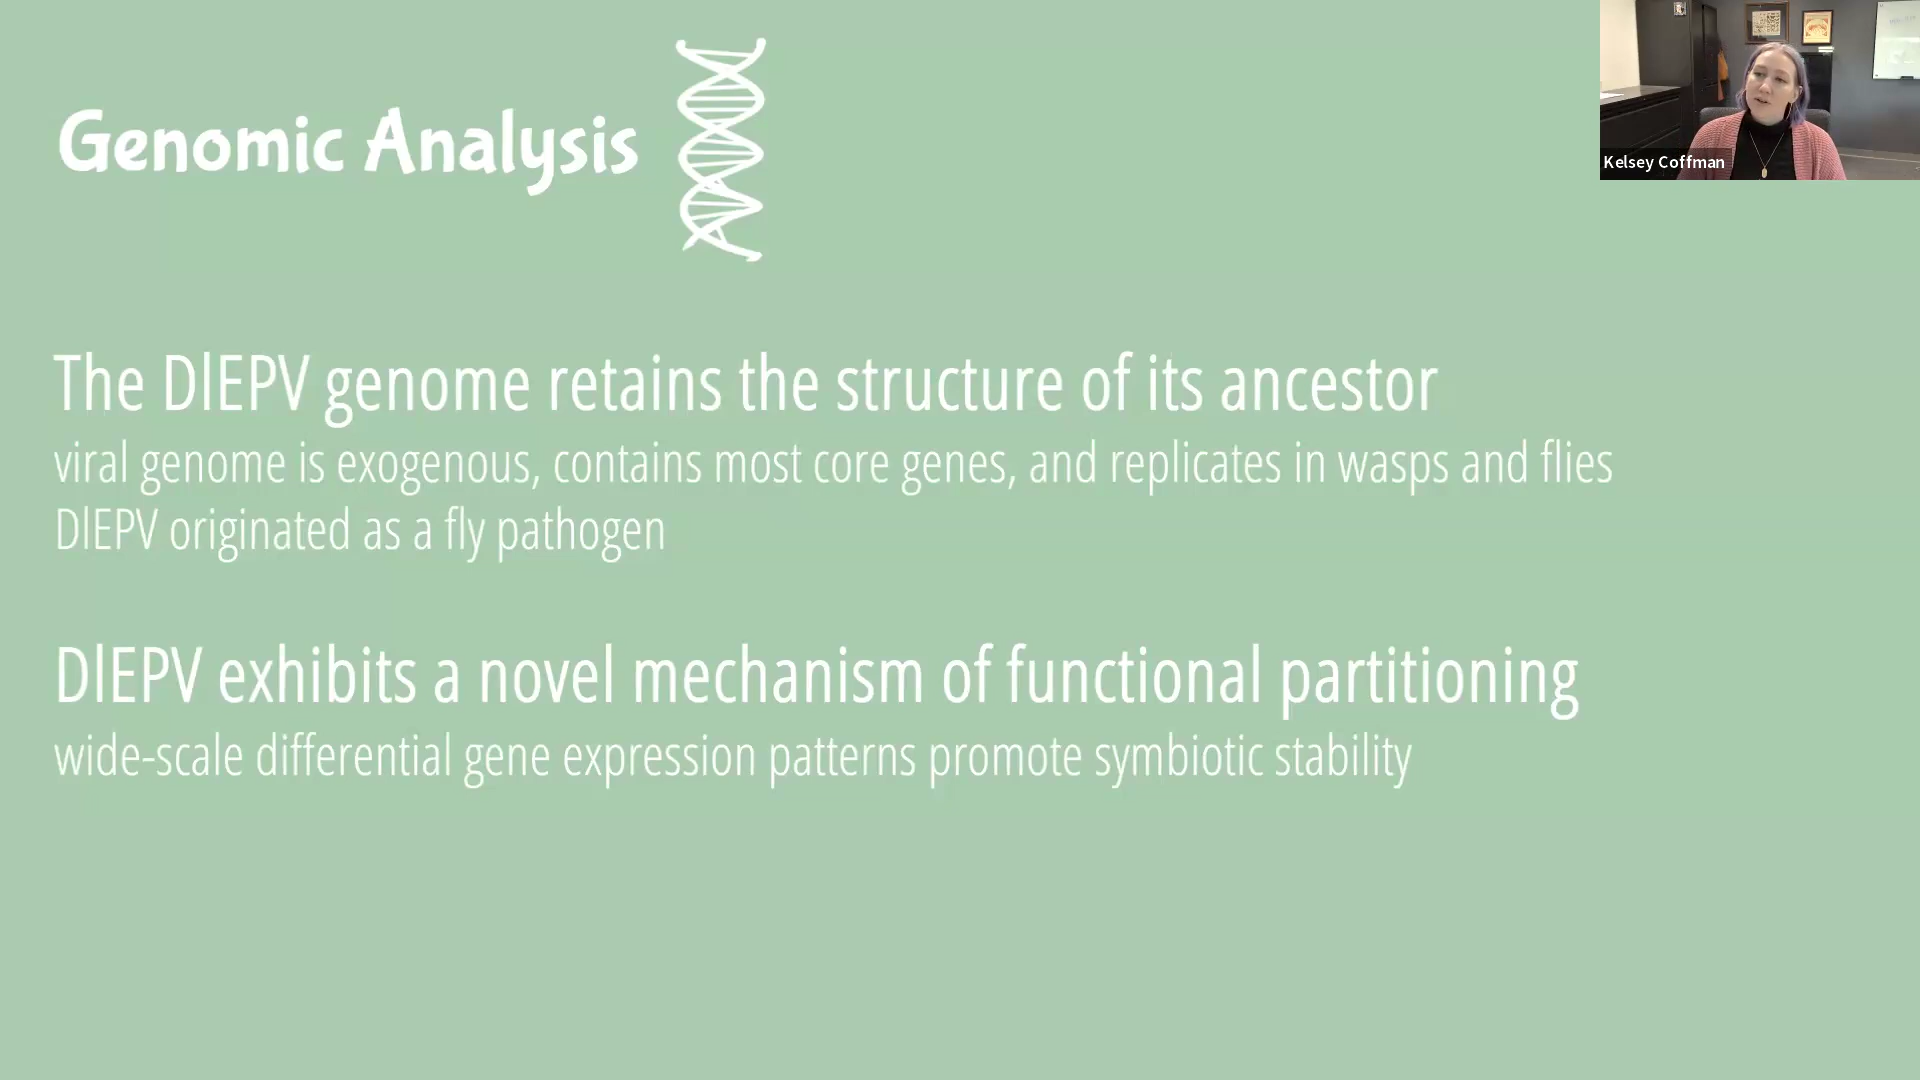 Genomic Analysis
Kelsey Coffman
The DlEPV genome retains the structure of its ancestor
viral genome is exogenous, contains most core genes, and replicates in wasps and flies
DlEPV originated as a fly pathogen
DlEPV exhibits a novel mechanism of functional partitioning
wide-scale differential gene expression patterns promote symbiotic stability